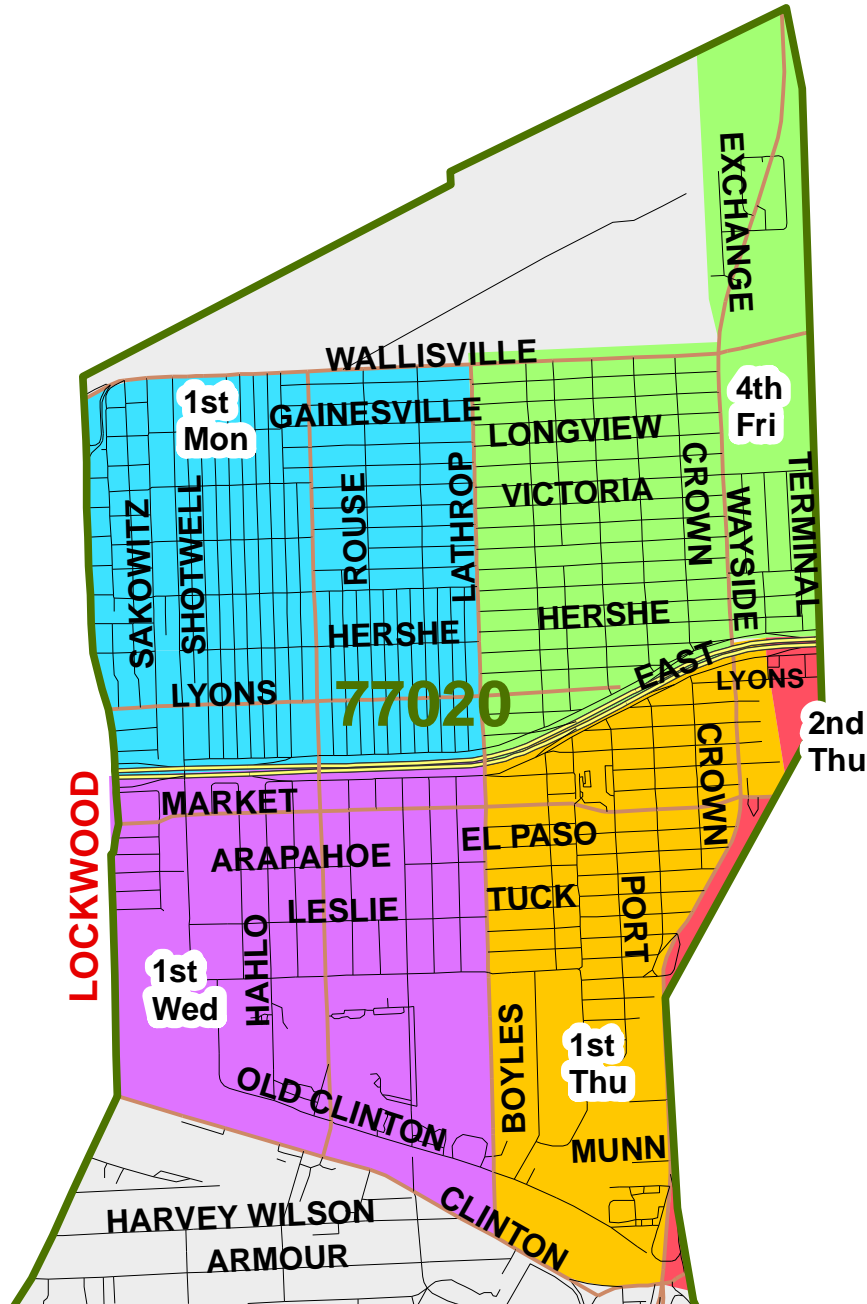 EXCHANGE
WALLISVILLE
1st
Mon
GAINESVILLE
4th
Fri
LONGVIEW
CROWN
TERMINAL
LATHROP
ROUSE
SHOTWELL
SAKOWITZ
VICTORIA
WAYSIDE
HERSHE
HERSHE
EAST
LYONS
LYONS
77020
2nd
Thu
CROWN
LOCKWOOD
MARKET
EL PASO
ARAPAHOE
TUCK
PORT
LESLIE
HAHLO
1st
Wed
BOYLES
1st
Thu
OLD CLINTON
MUNN
CLINTON
HARVEY WILSON
ARMOUR